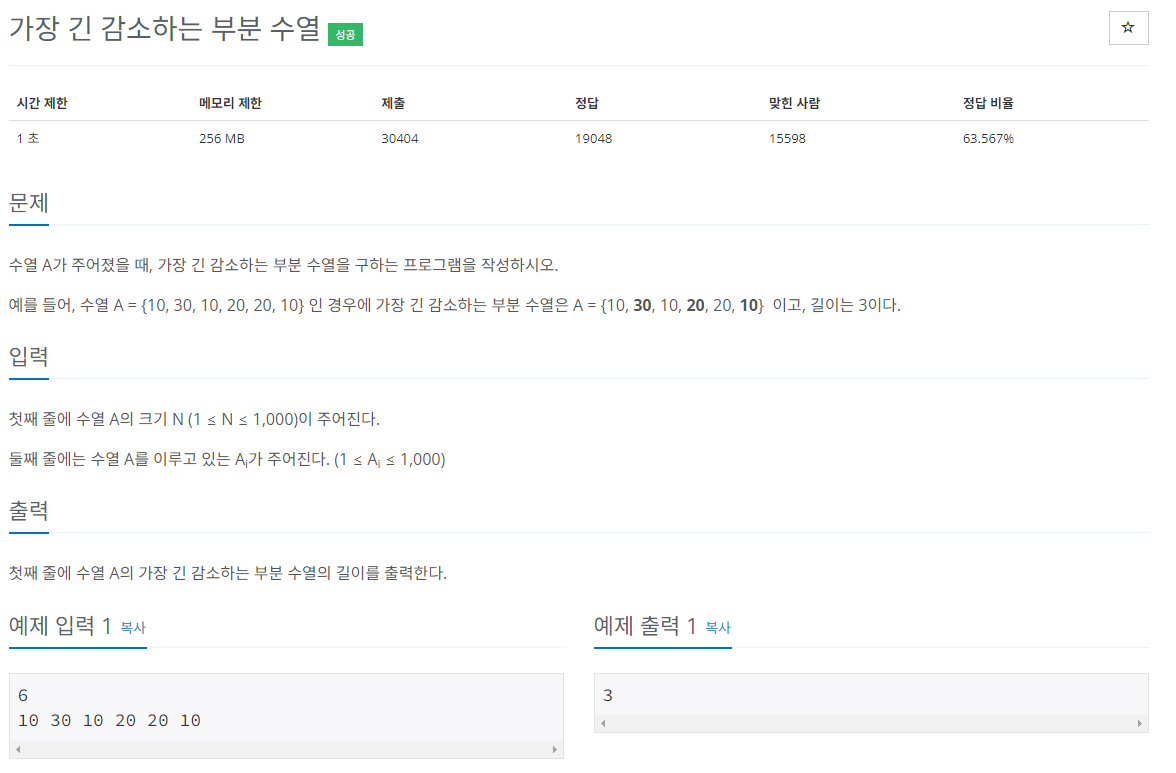 가장 긴 감소하는 부분 수열 성공
☆
시간 제한 메모리 제한 제출 정답 맞힌 사람 정답 비율
1 초 256 MB 30404 19048 15598 63.567%
문제
수열 A가 주어졌을 때, 가장 긴 감소하는 부분 수열을 구하는 프로그램을 작성하시오.
예를 들어, 수열 A = {10, 30, 10, 20, 20, 10} 인 경우에 가장 긴 감소하는 부분 수열은 A = {10, 30, 10, 20, 20, 10} 이고, 길이는 3이다.
입력
첫째 줄에 수열 A의 크기 N (1 ≤ N ≤ 1,000)이 주어진다.
둘째 줄에는 수열 A를 이루고 있는 Ai가 주어진다. (1 ≤ Ai ≤ 1,000)
출력
첫째 줄에 수열 A의 가장 긴 감소하는 부분 수열의 길이를 출력한다.
예제 입력 1 복사
6
10 30 10 20 20 10
예제 출력 1 복사
3